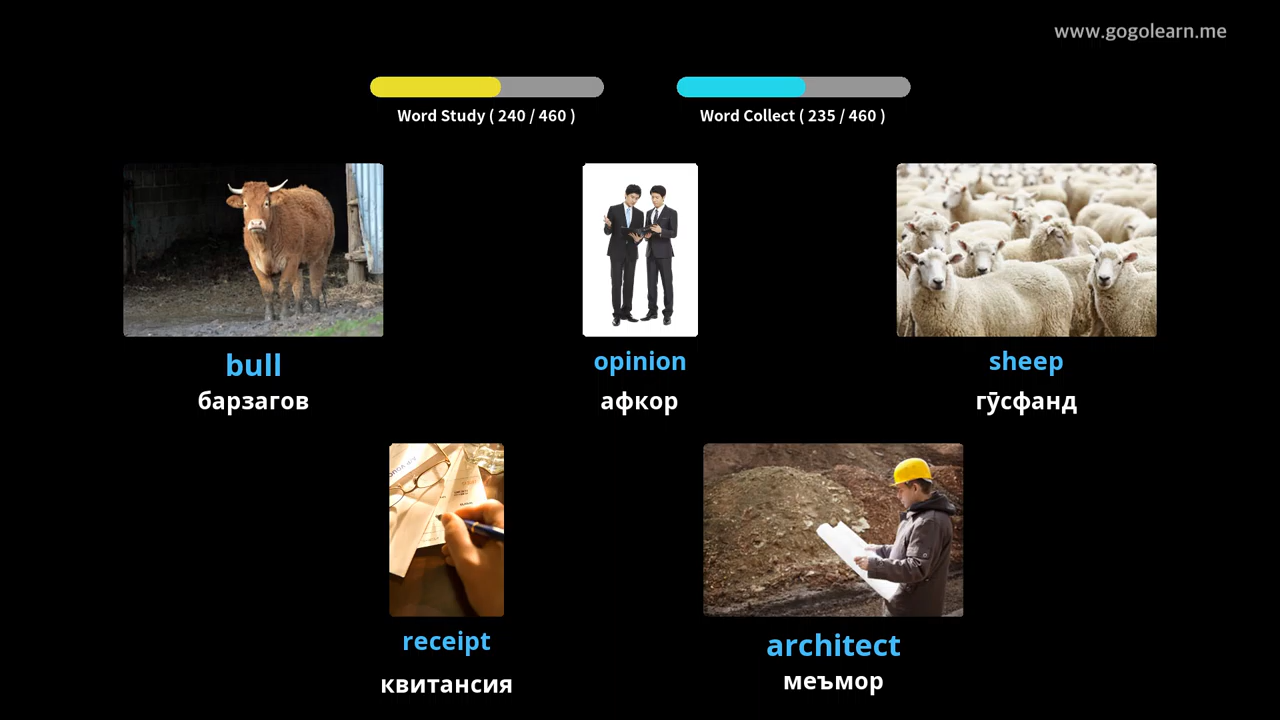 www.gogolearn.me
Word Study ( 240 / 460 )
Word Collect ( 235 / 460 )
bull
барзагов
opinion
афкор
sheep
гӯсфанд
receipt
квитансия
architect
меъмор